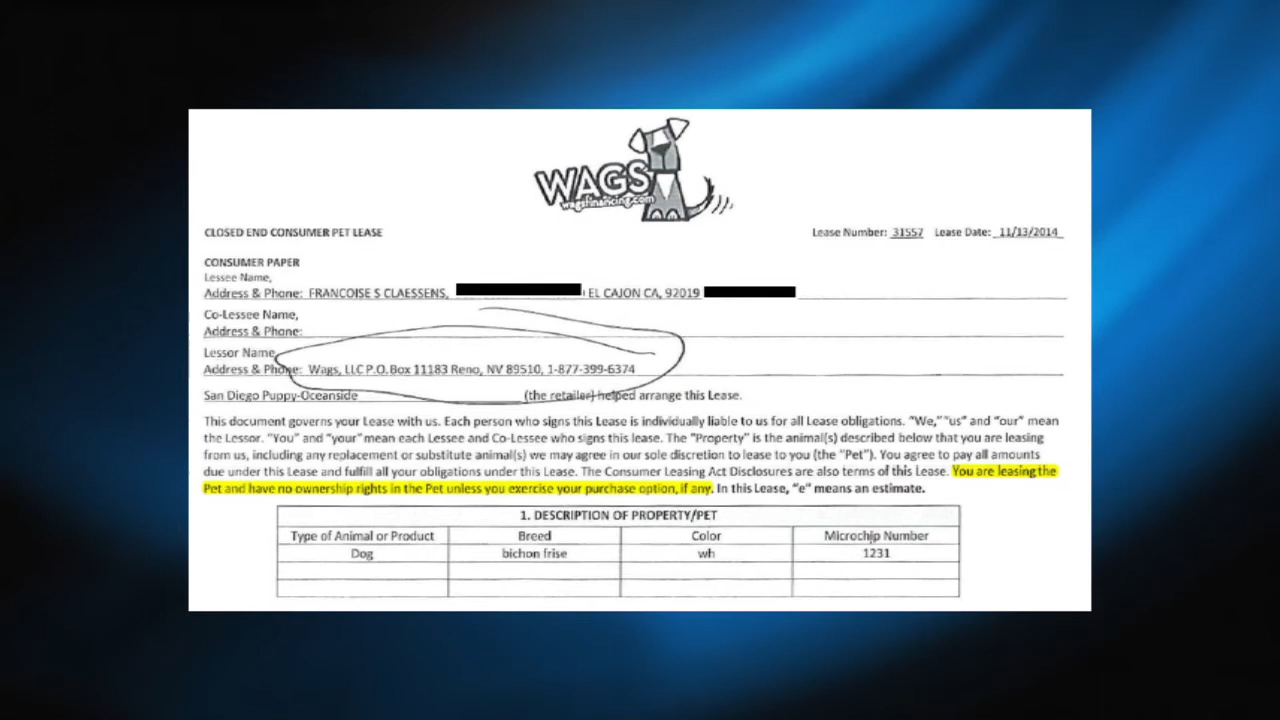 WAGS
wagsfinancing.com
CLOSED END CONSUMER PET LEASE Lease Number: 31557 Lease Date: 11/13/2014
CONSUMER PAPER
Lessee Name,
Address & Phone: FRANCOISE S CLAESSENS, EL CAJON CA, 92019
Co-Lessee Name,
Address & Phone:
Lessor Name,
Address & Phone: Wags, LLC P.O.Box 11183 Reno, NV 89510, 1-877-399-6374
San Diego Puppy-Oceanside (the retailer) helped arrange this Lease.
This document governs your Lease with us. Each person who signs this Lease is individually liable to us for all Lease obligations. "We," "us" and "our" mean
the Lessor. "You" and "your" mean each Lessee and Co-Lessee who signs this lease. The "Property" is the animal(s) described below that you are leasing
from us, including any replacement or substitute animal(s) we may agree in our sole discretion to lease to you (the "Pet"). You agree to pay all amounts
due under this Lease and fulfill all your obligations under this Lease. The Consumer Leasing Act Disclosures are also terms of this Lease. You are leasing the
Pet and have no ownership rights in the Pet unless you exercise your purchase option, if any. In this Lease, "e" means an estimate.
1. DESCRIPTION OF PROPERTY/PET
Type of Animal or Product Breed Color Microchip Number
Dog bichon frise wh 1231